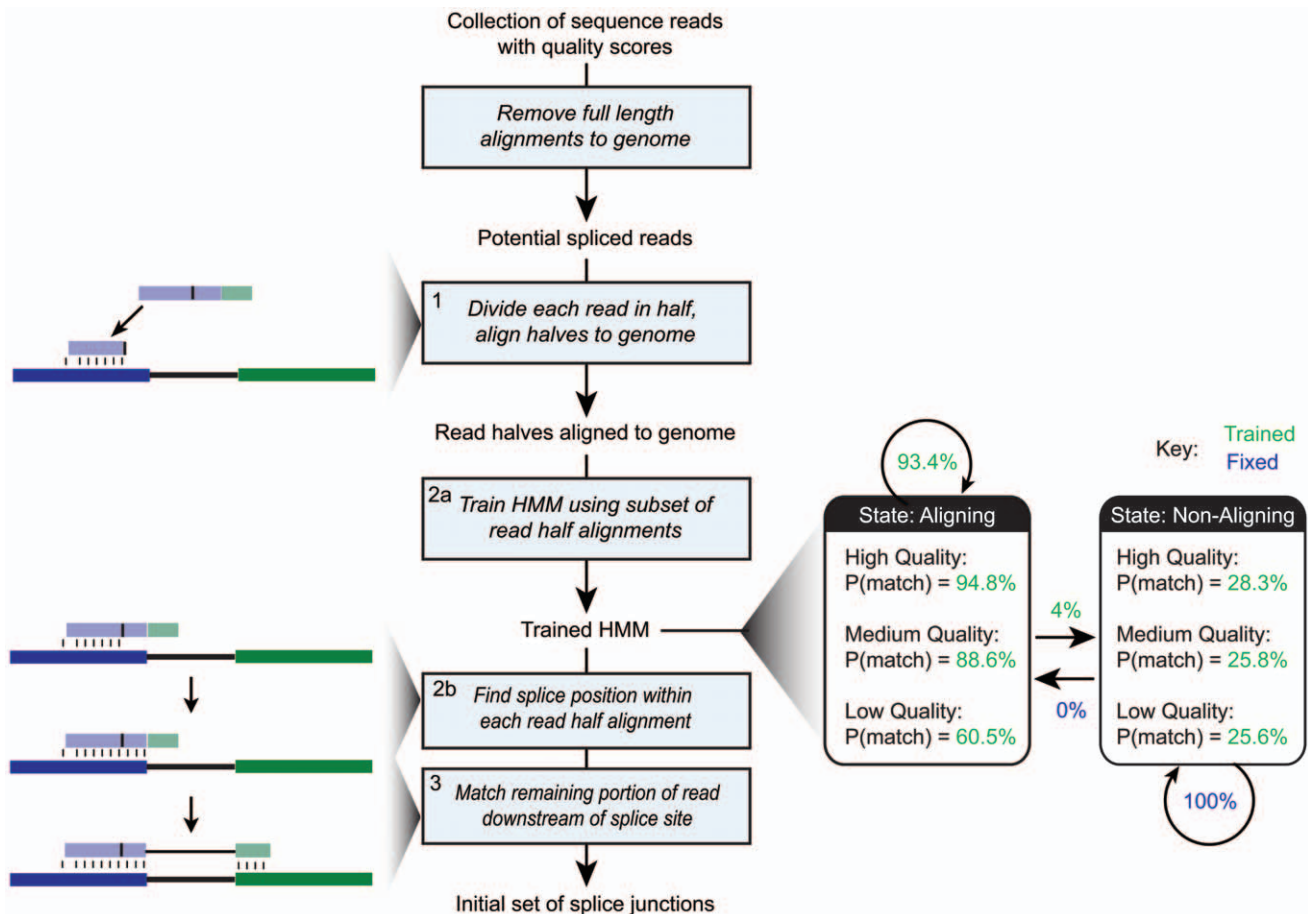 Collection of sequence reads
with quality scores
Remove full length
alignments to genome
Potential spliced reads
1
Divide each read in half,
align halves to genome
Read halves aligned to genome
2a
Train HMM using subset of
read half alignments
Trained HMM
2b
Find splice position within
each read half alignment
3
Match remaining portion of read
downstream of splice site
Initial set of splice junctions
Key: Trained
Fixed
93.4%
State: Aligning
High Quality:
P(match) = 94.8%
Medium Quality:
P(match) = 88.6%
Low Quality:
P(match) = 60.5%
4%
0%
State: Non-Aligning
High Quality:
P(match) = 28.3%
Medium Quality:
P(match) = 25.8%
Low Quality:
P(match) = 25.6%
100%